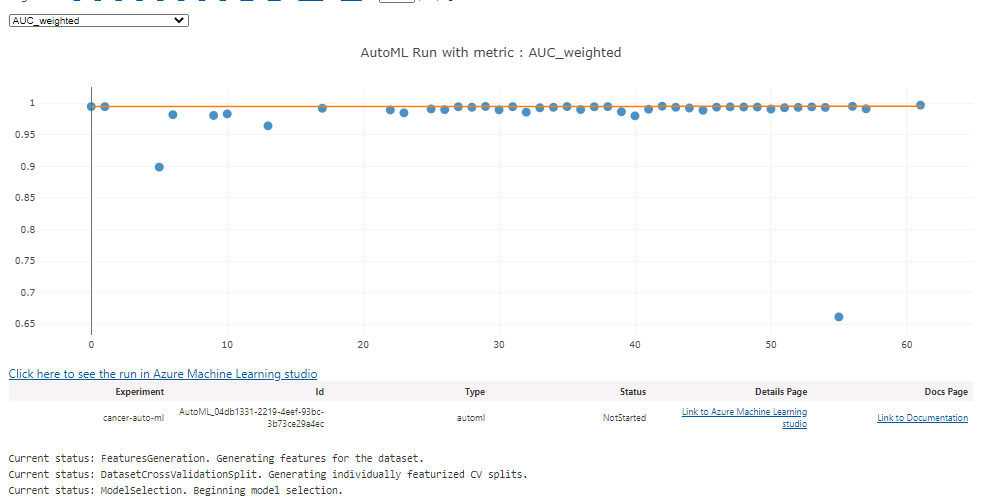 AUC_weighted
AutoML Run with metric : AUC_weighted
1
0.95
0.9
0.85
0.8
0.75
0.7
0.65
0 10 20 30 40 50 60
Click here to see the run in Azure Machine Learning studio
Experiment Id Type Status Details Page Docs Page
cancer-auto-ml AutoML_04db1331-2219-4eef-93bc-3b73ce29a4ec automl NotStarted Link to Azure Machine Learning studio Link to Documentation
Current status: FeaturesGeneration. Generating features for the dataset.
Current status: DatasetCrossValidationSplit. Generating individually featurized CV splits.
Current status: ModelSelection. Beginning model selection.